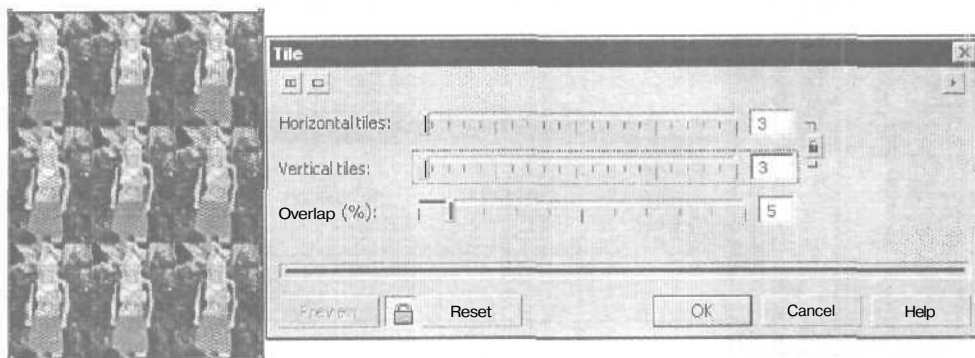 Tile
Horizontal tiles: 3
Vertical tiles: 3
Overlap (%): 5
Preview Reset OK Cancel Help